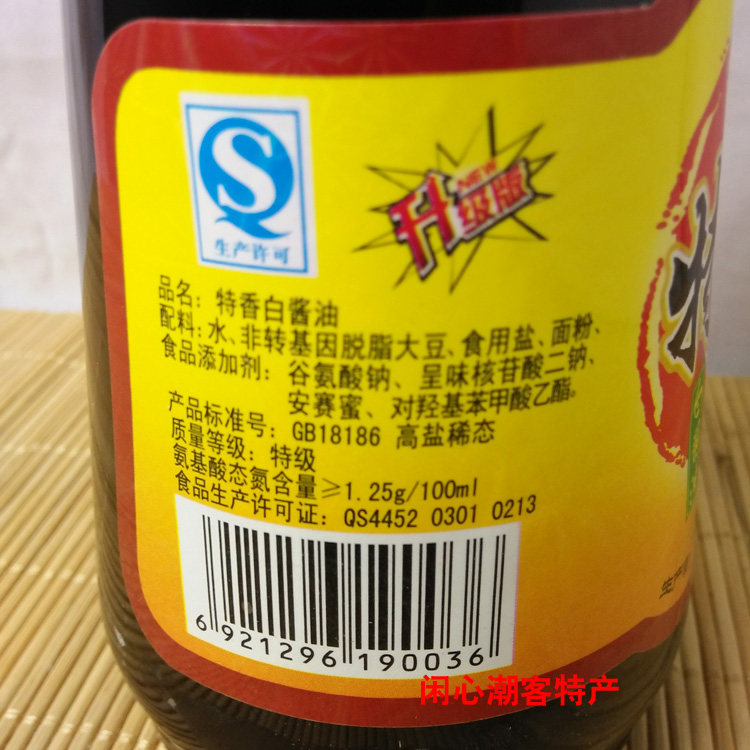 S
生产许可
NEW
升级版
品名：特香白酱油
配料：水、非转基因脱脂大豆、食用盐、面粉、
食品添加剂：谷氨酸钠、呈味核苷酸二钠、
安赛蜜、对羟基苯甲酸乙酯。
产品标准号：GB18186 高盐稀态
质量等级：特级
氨基酸态氮含量≥1.25g/100ml
食品生产许可证：QS4452 0301 0213
6 921296 190036
闲心潮客特产